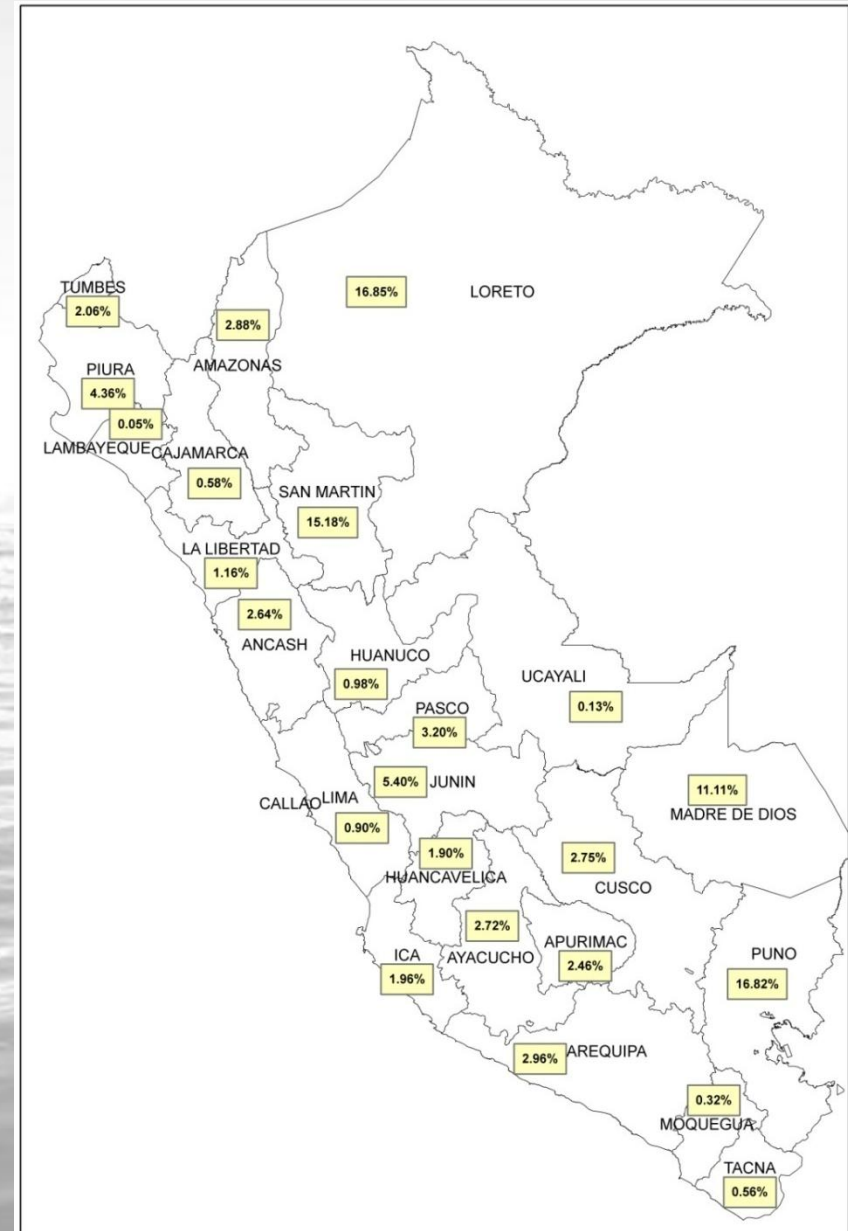 LORETO
16.85%
TUMBES
2.06%
2.88%
AMAZONAS
PIURA
4.36%
0.05%
LAMBAYEQUE
CAJAMARCA
0.58%
SAN MARTIN
15.18%
LA LIBERTAD
1.16%
2.64%
ANCASH
HUANUCO
0.98%
UCAYALI
0.13%
PASCO
3.20%
5.40%
JUNIN
11.11%
MADRE DE DIOS
CALLAO
LIMA
0.90%
1.90%
HUANCAVELICA
2.75%
CUSCO
2.72%
AYACUCHO
APURIMAC
2.46%
ICA
1.96%
PUNO
16.82%
2.96%
AREQUIPA
0.32%
MOQUEGUA
TACNA
0.56%